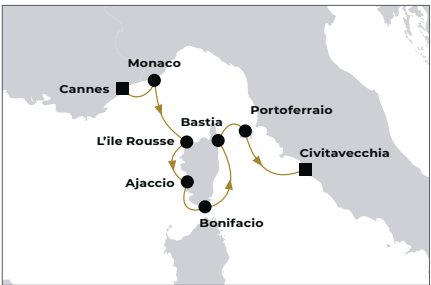 Monaco
Cannes
Portoferraio
Bastia
L'ile Rousse
Civitavecchia
Ajaccio
Bonifacio